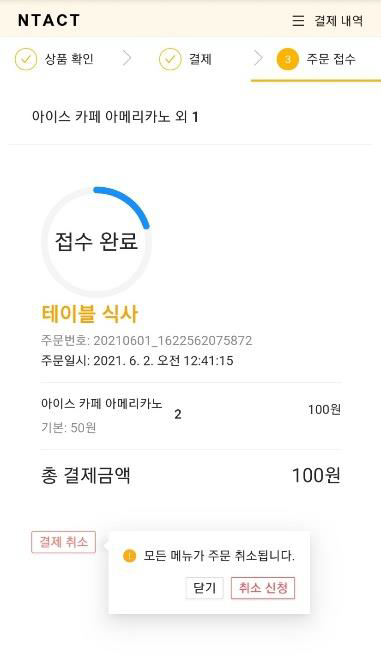 NTACT
결제 내역
상품 확인
결제
3
주문 접수
아이스 카페 아메리카노 외 1
접수 완료
테이블 식사
주문번호: 20210601_1622562075872
주문일시: 2021. 6. 2. 오전 12:41:15
아이스 카페 아메리카노
2
100원
기본: 50원
총 결제금액 100원
결제 취소
모든 메뉴가 주문 취소됩니다.
닫기
취소 신청